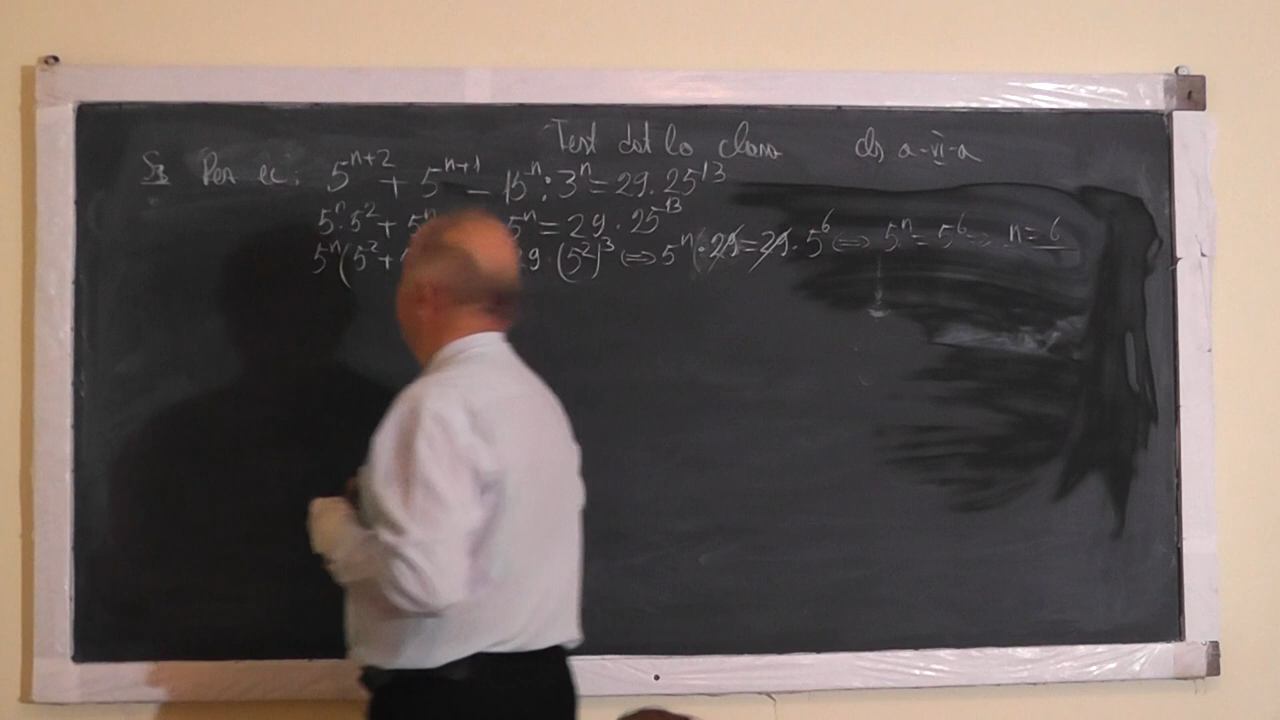 Test dat la clasa a-VI-a
S1 Rez ec: 5^{n+2} + 5^{n+1} - 15^n : 3^n = 29 . 25^{13}
5^n . 5^2 + 5^n 5^n = 29 . 25^{13}
5^n (5^2 + 29 . (5^2)^3 <=> 5^n . 29 = 29 . 5^6 <=> 5^n = 5^6 => n = 6